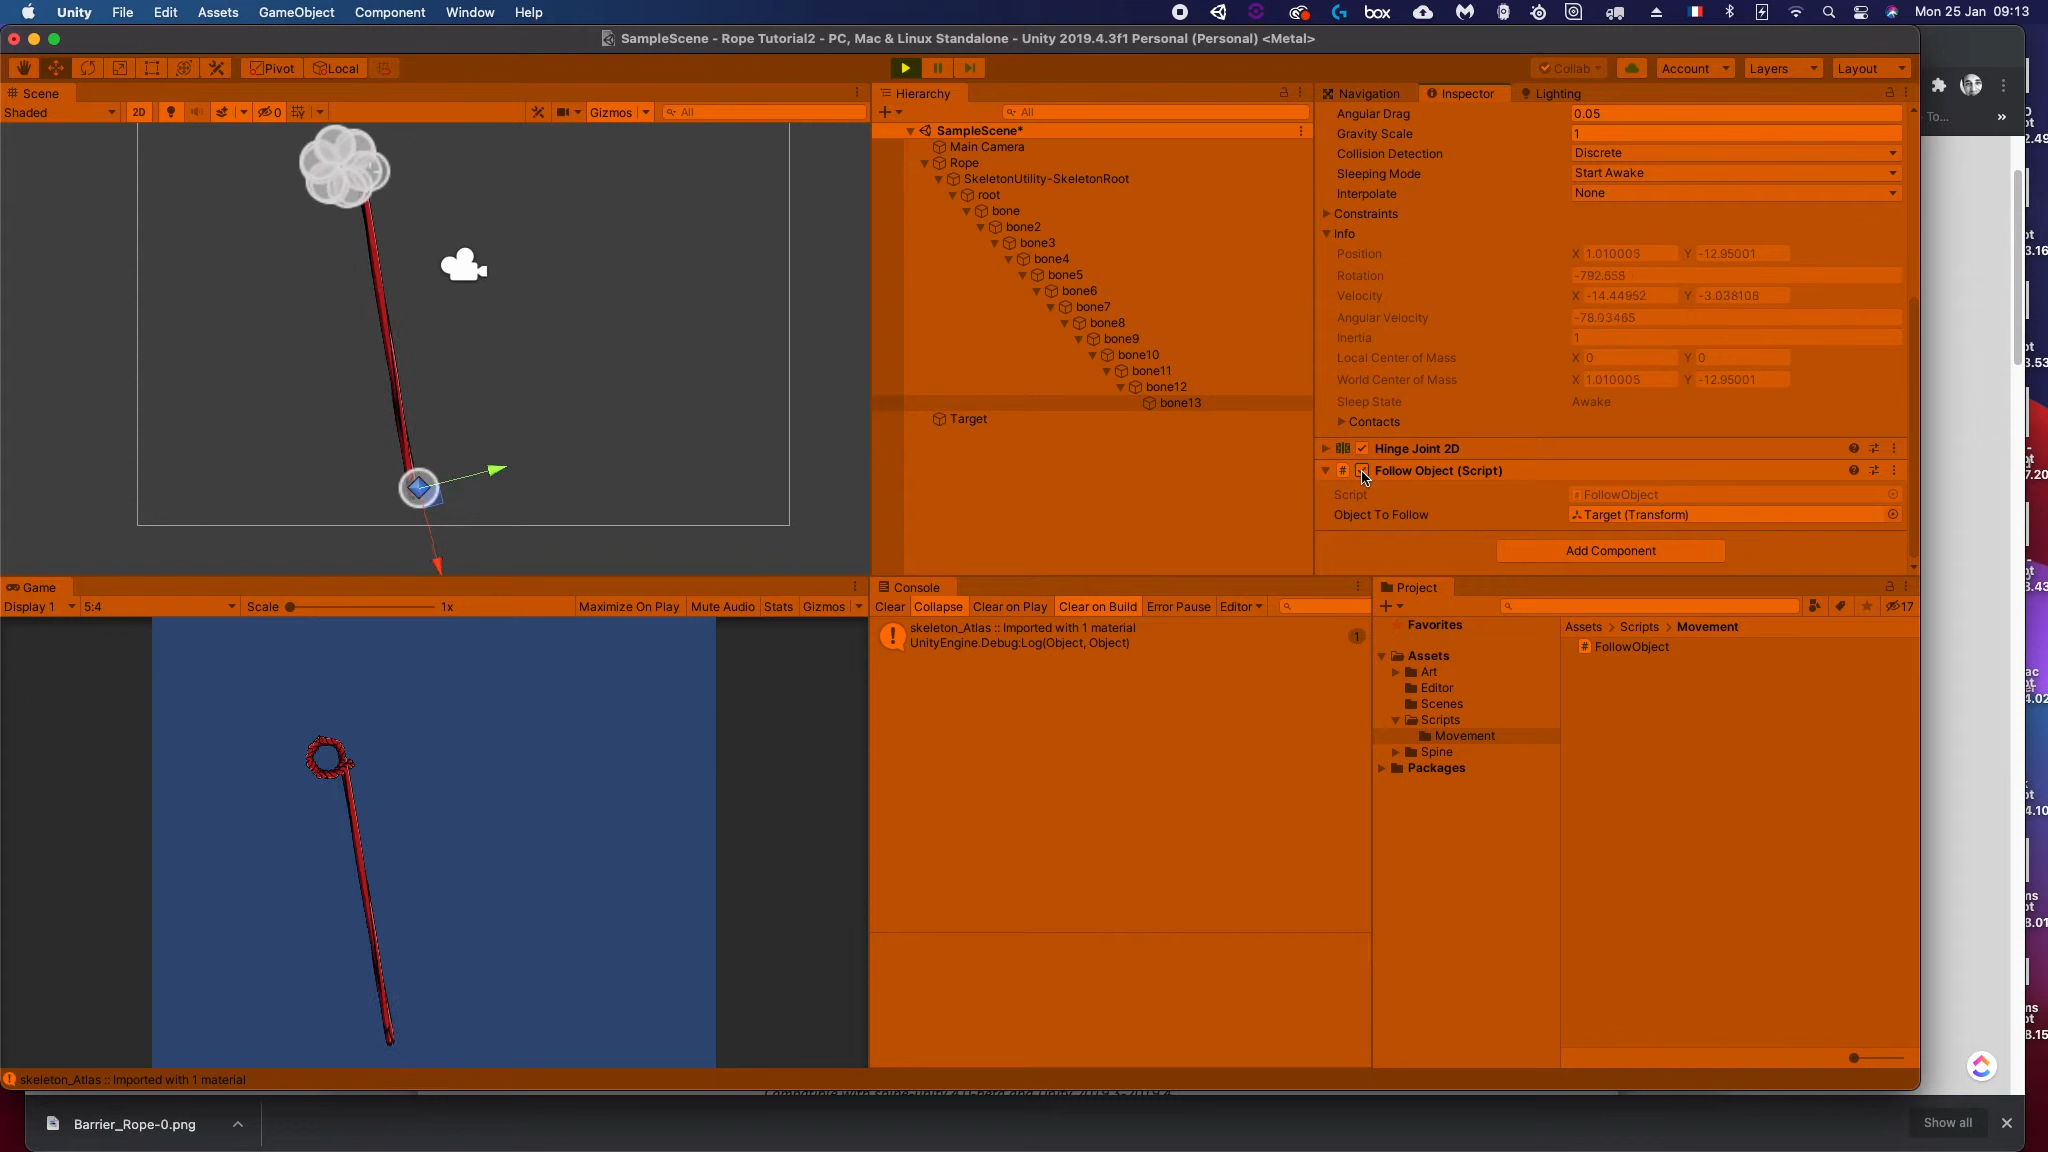 Unity File Edit Assets GameObject Component Window Help
box Mon 25 Jan 09:13
SampleScene - Rope Tutorial2 - PC, Mac & Linux Standalone - Unity 2019.4.3f1 Personal (Personal) <Metal>
Pivot Local Collab Account Layers Layout
Scene
Shaded 2D 0 Gizmos All
Hierarchy
All
SampleScene*
Main Camera
Rope
SkeletonUtility-SkeletonRoot
root
bone
bone2
bone3
bone4
bone5
bone6
bone7
bone8
bone9
bone10
bone11
bone12
bone13
Target
Navigation Inspector Lighting
Angular Drag 0.05
Gravity Scale 1
Collision Detection Discrete
Sleeping Mode Start Awake
Interpolate None
Constraints
Info
Position X 1.010003 Y -12.95001
Rotation -792.658
Velocity X -14.44952 Y -3.038108
Angular Velocity -78.03465
Inertia 1
Local Center of Mass X 0 Y 0
World Center of Mass X 1.010005 Y -12.95001
Sleep State Awake
Contacts
Hinge Joint 2D
# Follow Object (Script)
Script # FollowObject
Object To Follow Target (Transform)
Add Component
Game
Display 1 5:4 Scale 1x Maximize On Play Mute Audio Stats Gizmos
Console
Clear Collapse Clear on Play Clear on Build Error Pause Editor
skeleton_Atlas :: Imported with 1 material
UnityEngine.Debug:Log(Object, Object)
1
Project
17
Favorites
Assets
Art
Editor
Scenes
Scripts
Movement
Spine
Packages
Assets > Scripts > Movement
# FollowObject
skeleton_Atlas :: Imported with 1 material
Barrier_Rope-0.png
Show all
To...